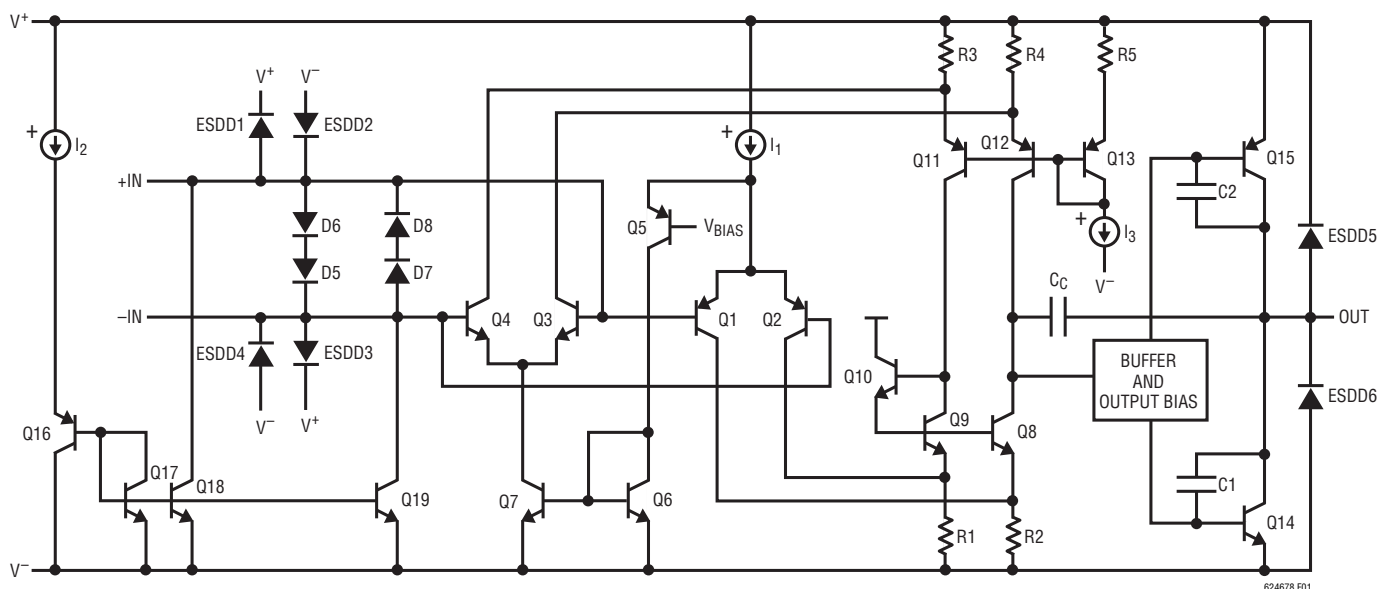 V+
R3
R4
R5
V+
V−
ESDD1
ESDD2
+
I2
+
I1
Q11
Q12
Q13
Q15
C2
+IN
D6
D8
Q5
VBIAS
+
I3
ESDD5
D5
D7
V−
CC
−IN
Q4
Q3
Q1
Q2
OUT
ESDD4
ESDD3
Q10
BUFFER
AND
OUTPUT BIAS
ESDD6
V−
V+
Q16
Q9
Q8
Q17
Q18
Q19
Q7
Q6
C1
Q14
R1
R2
V−
624678 F01